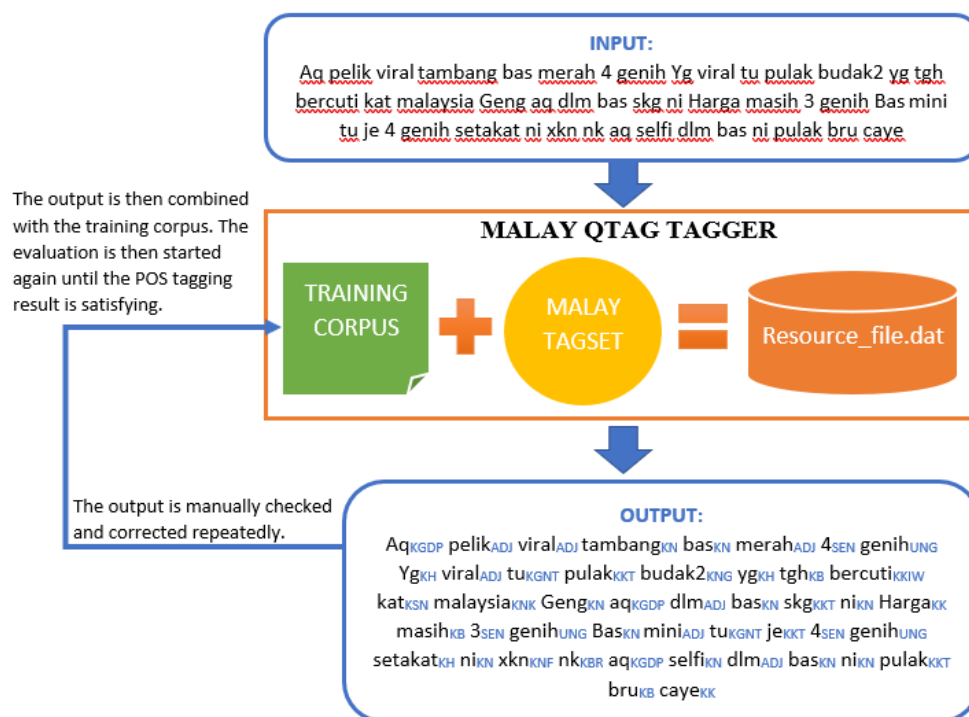 INPUT:
Aq pelik viral tambang bas merah 4 genih Yg viral tu pulak budak2 yg tgh
bercuti kat malaysia Geng aq dlm bas skg ni Harga masih 3 genih Bas mini
tu je 4 genih setakat ni xkn nk aq selfi dlm bas ni pulak bru caye
The output is then combined
with the training corpus. The
evaluation is then started
again until the POS tagging
result is satisfying.
MALAY QTAG TAGGER
TRAINING
CORPUS
MALAY
TAGSET
Resource_file.dat
The output is manually checked
and corrected repeatedly.
OUTPUT:
AqKGDP pelikADJ viralADJ tambangKN basKN merahADJ 4SEN genihUNG
YgKH viralADJ tuKGNT pulakKKT budak2KNG ygKH tghKB bercutiKKIW
katKSN malaysiaKNK GengKN aqKGDP dlmADJ basKN skgKKT niKN HargaKK
masihKB 3SEN genihUNG BasKN miniADJ tuKGNT jeKKT 4SEN genihUNG
setakatKH niKN xknKNF nkKBR aqKGDP selfiKN dlmADJ basKN niKN pulakKKT
bruKB cayeKK